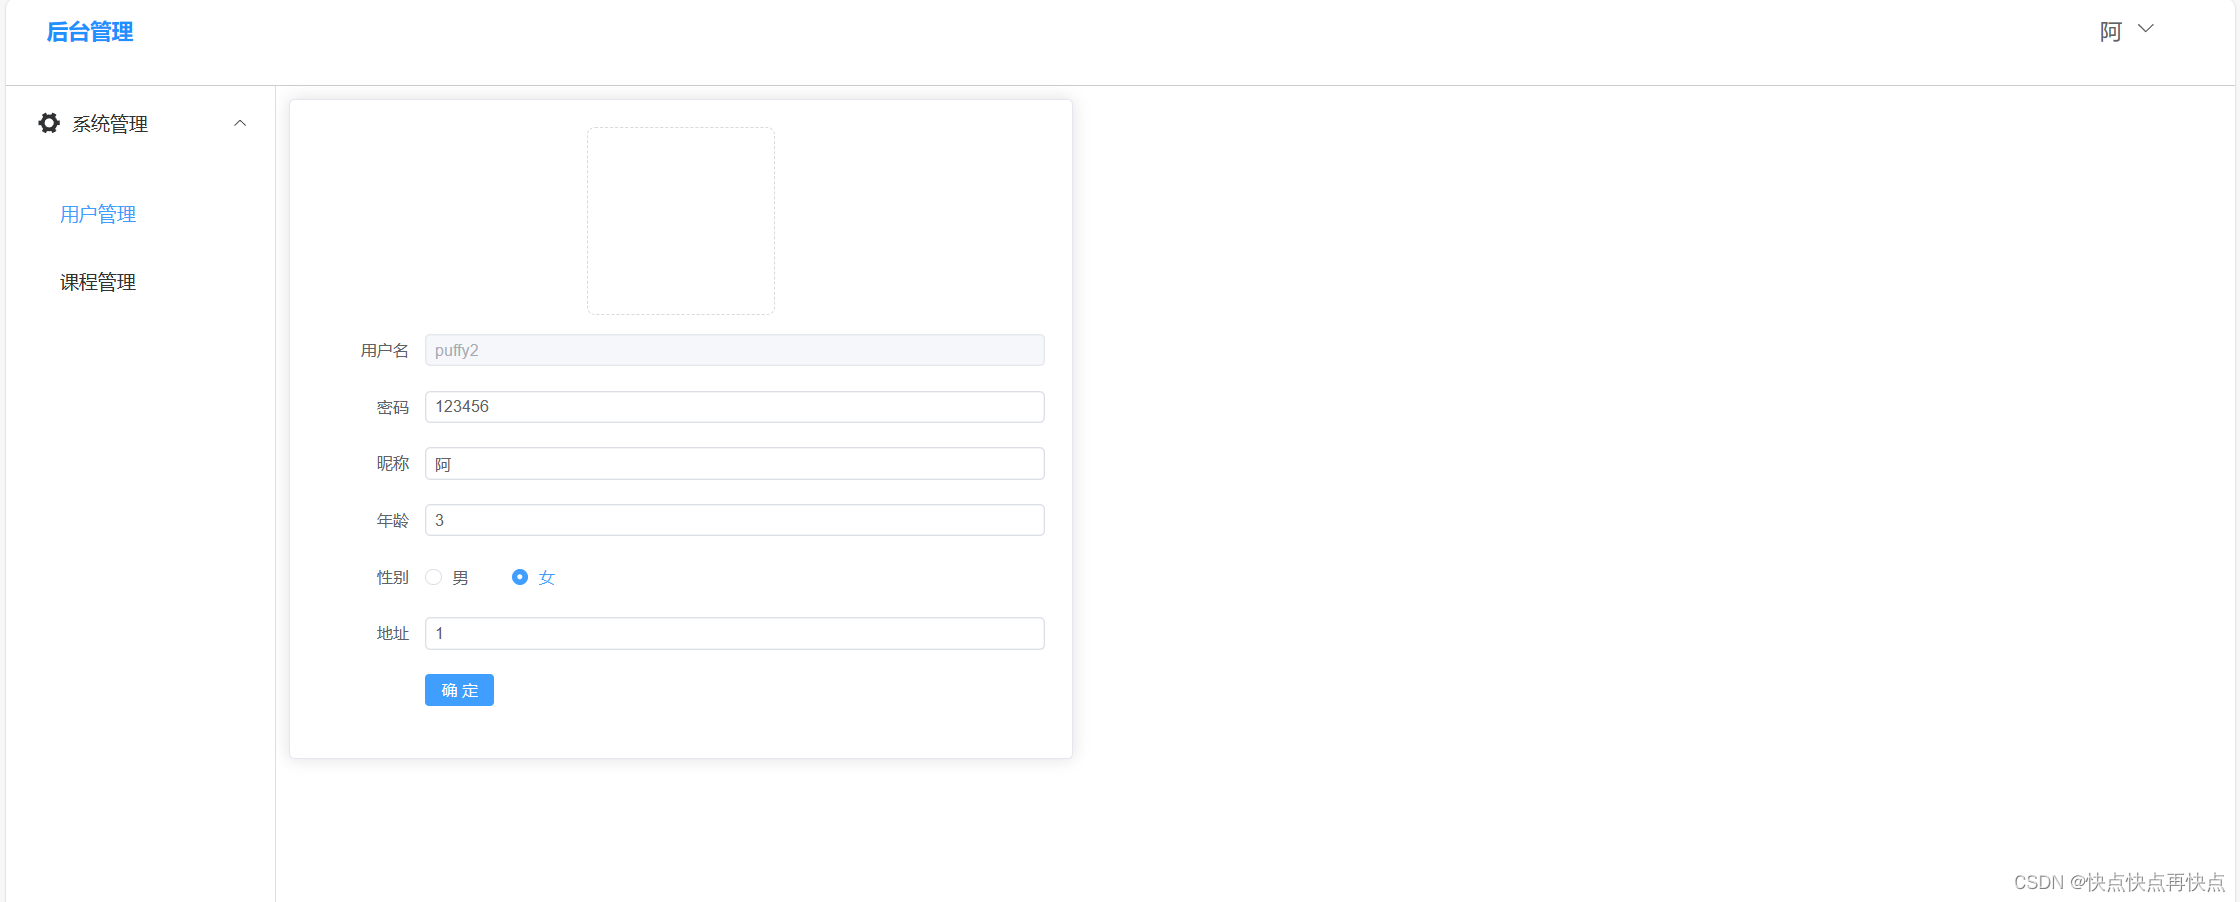 后台管理
阿
系统管理
用户管理
课程管理
用户名 puffy2
密码 123456
昵称 阿
年龄 3
性别 男 女
地址 1
确 定
CSDN @快点快点再快点